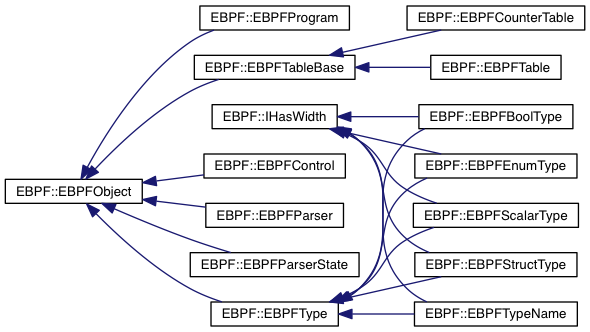 EBPF::EBPFProgram
EBPF::EBPFCounterTable
EBPF::EBPFTableBase
EBPF::EBPFTable
EBPF::IHasWidth
EBPF::EBPFBoolType
EBPF::EBPFControl
EBPF::EBPFEnumType
EBPF::EBPFObject
EBPF::EBPFParser
EBPF::EBPFScalarType
EBPF::EBPFParserState
EBPF::EBPFStructType
EBPF::EBPFType
EBPF::EBPFTypeName